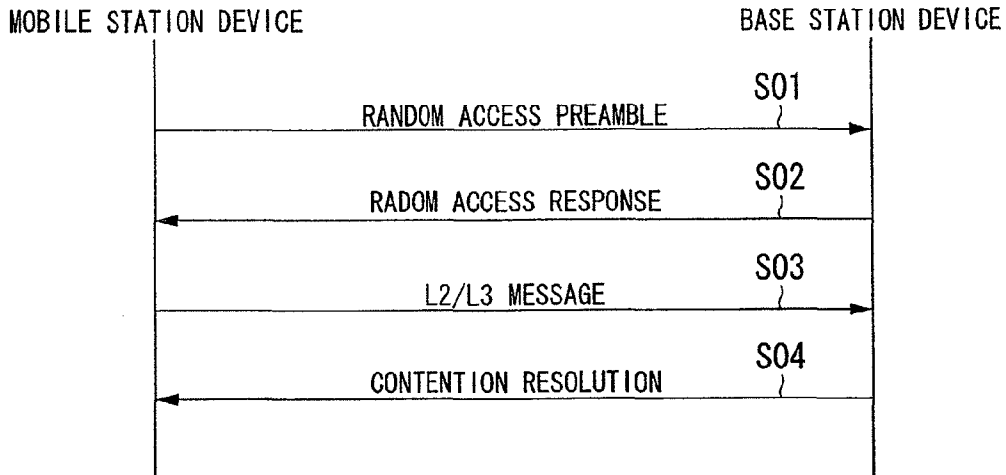 MOBILE STATION DEVICE
BASE STATION DEVICE
S01
RANDOM ACCESS PREAMBLE
S02
RADOM ACCESS RESPONSE
S03
L2/L3 MESSAGE
S04
CONTENTION RESOLUTION